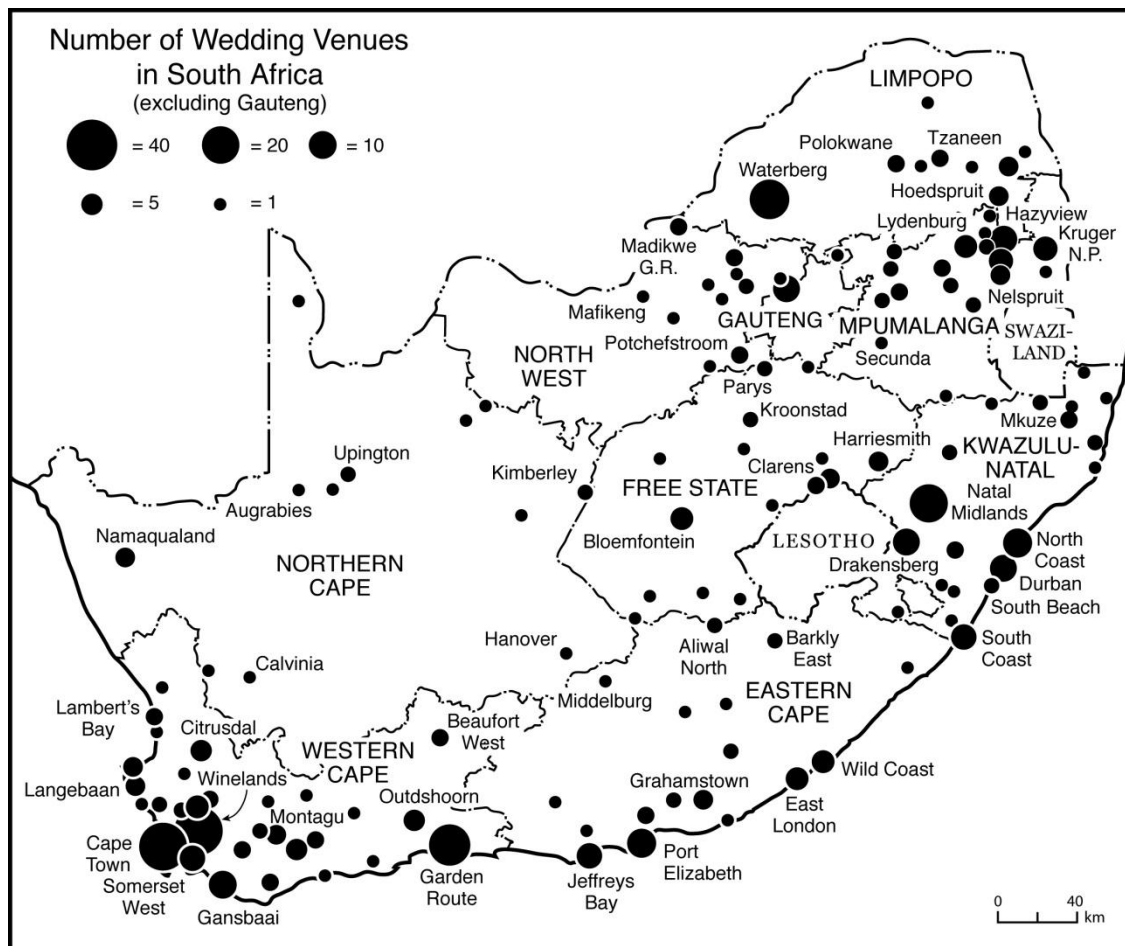 Number of Wedding Venues
in South Africa
(excluding Gauteng)
= 40
= 20
= 10
= 5
= 1
LIMPOPO
Polokwane
Tzaneen
Waterberg
Hoedspruit
Lydenburg
Hazyview
Kruger
N.P.
Madikwe
G.R.
Mafikeng
Nelspruit
GAUTENG
MPUMALANGA
SWAZI-
LAND
Potchefstroom
Secunda
NORTH
WEST
Parys
Kroonstad
Mkuze
Harriesmith
KWAZULU-
NATAL
Upington
Kimberley
Clarens
Augrabies
FREE STATE
Natal
Midlands
Namaqualand
Bloemfontein
LESOTHO
Drakensberg
North
Coast
Durban
South Beach
NORTHERN
CAPE
Hanover
Aliwal
North
Barkly
East
South
Coast
Calvinia
Middelburg
EASTERN
CAPE
Lambert's
Bay
Citrusdal
Beaufort
West
WESTERN
CAPE
Wild Coast
Langebaan
Winelands
Grahamstown
Outdshoorn
Montagu
East
London
Cape
Town
Somerset
West
Gansbaai
Garden
Route
Jeffreys
Bay
Port
Elizabeth
0 40
km